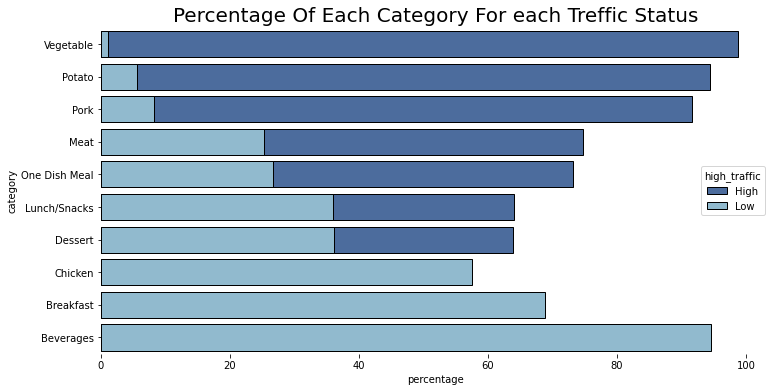 Percentage Of Each Category For each Treffic Status
Vegetable
Potato
Pork
Meat
One Dish Meal
Lunch/Snacks
Dessert
Chicken
Breakfast
Beverages
category
high_traffic
High
Low
0 20 40 60 80 100
percentage